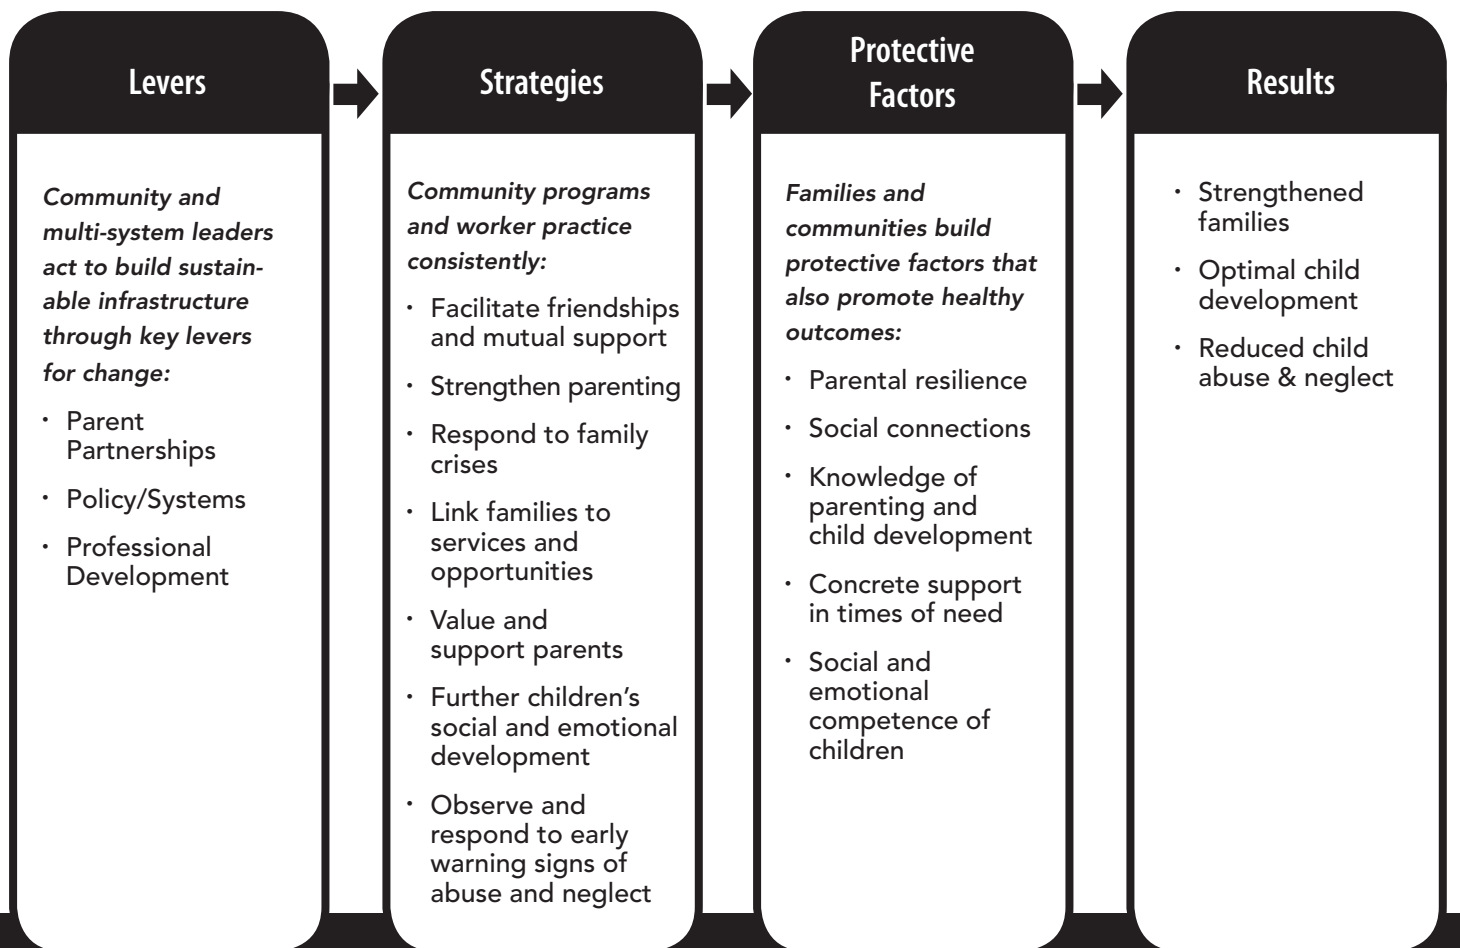 Levers
Community and
multi-system leaders
act to build sustain-
able infrastructure
through key levers
for change:
· Parent
Partnerships
· Policy/Systems
· Professional
Development
Strategies
Community programs
and worker practice
consistently:
· Facilitate friendships
and mutual support
· Strengthen parenting
· Respond to family
crises
· Link families to
services and
opportunities
· Value and
support parents
· Further children’s
social and emotional
development
· Observe and
respond to early
warning signs of
abuse and neglect
Protective
Factors
Families and
communities build
protective factors that
also promote healthy
outcomes:
· Parental resilience
· Social connections
· Knowledge of
parenting and
child development
· Concrete support
in times of need
· Social and
emotional
competence of
children
Results
· Strengthened
families
· Optimal child
development
· Reduced child
abuse & neglect